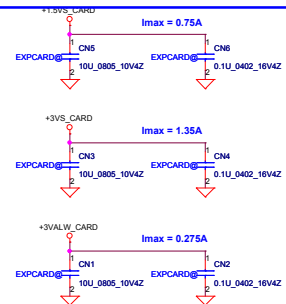 +1.5VS_CARD
Imax = 0.75A
1 1
CN5 CN6
EXPCARD@ EXPCARD@
2 2
10U_0805_10V4Z 0.1U_0402_16V4Z
+3VS_CARD
Imax = 1.35A
1 1
CN3 CN4
EXPCARD@ EXPCARD@
2 2
10U_0805_10V4Z 0.1U_0402_16V4Z
+3VALW_CARD
Imax = 0.275A
1 1
CN1 CN2
EXPCARD@ EXPCARD@
2 2
10U_0805_10V4Z 0.1U_0402_16V4Z